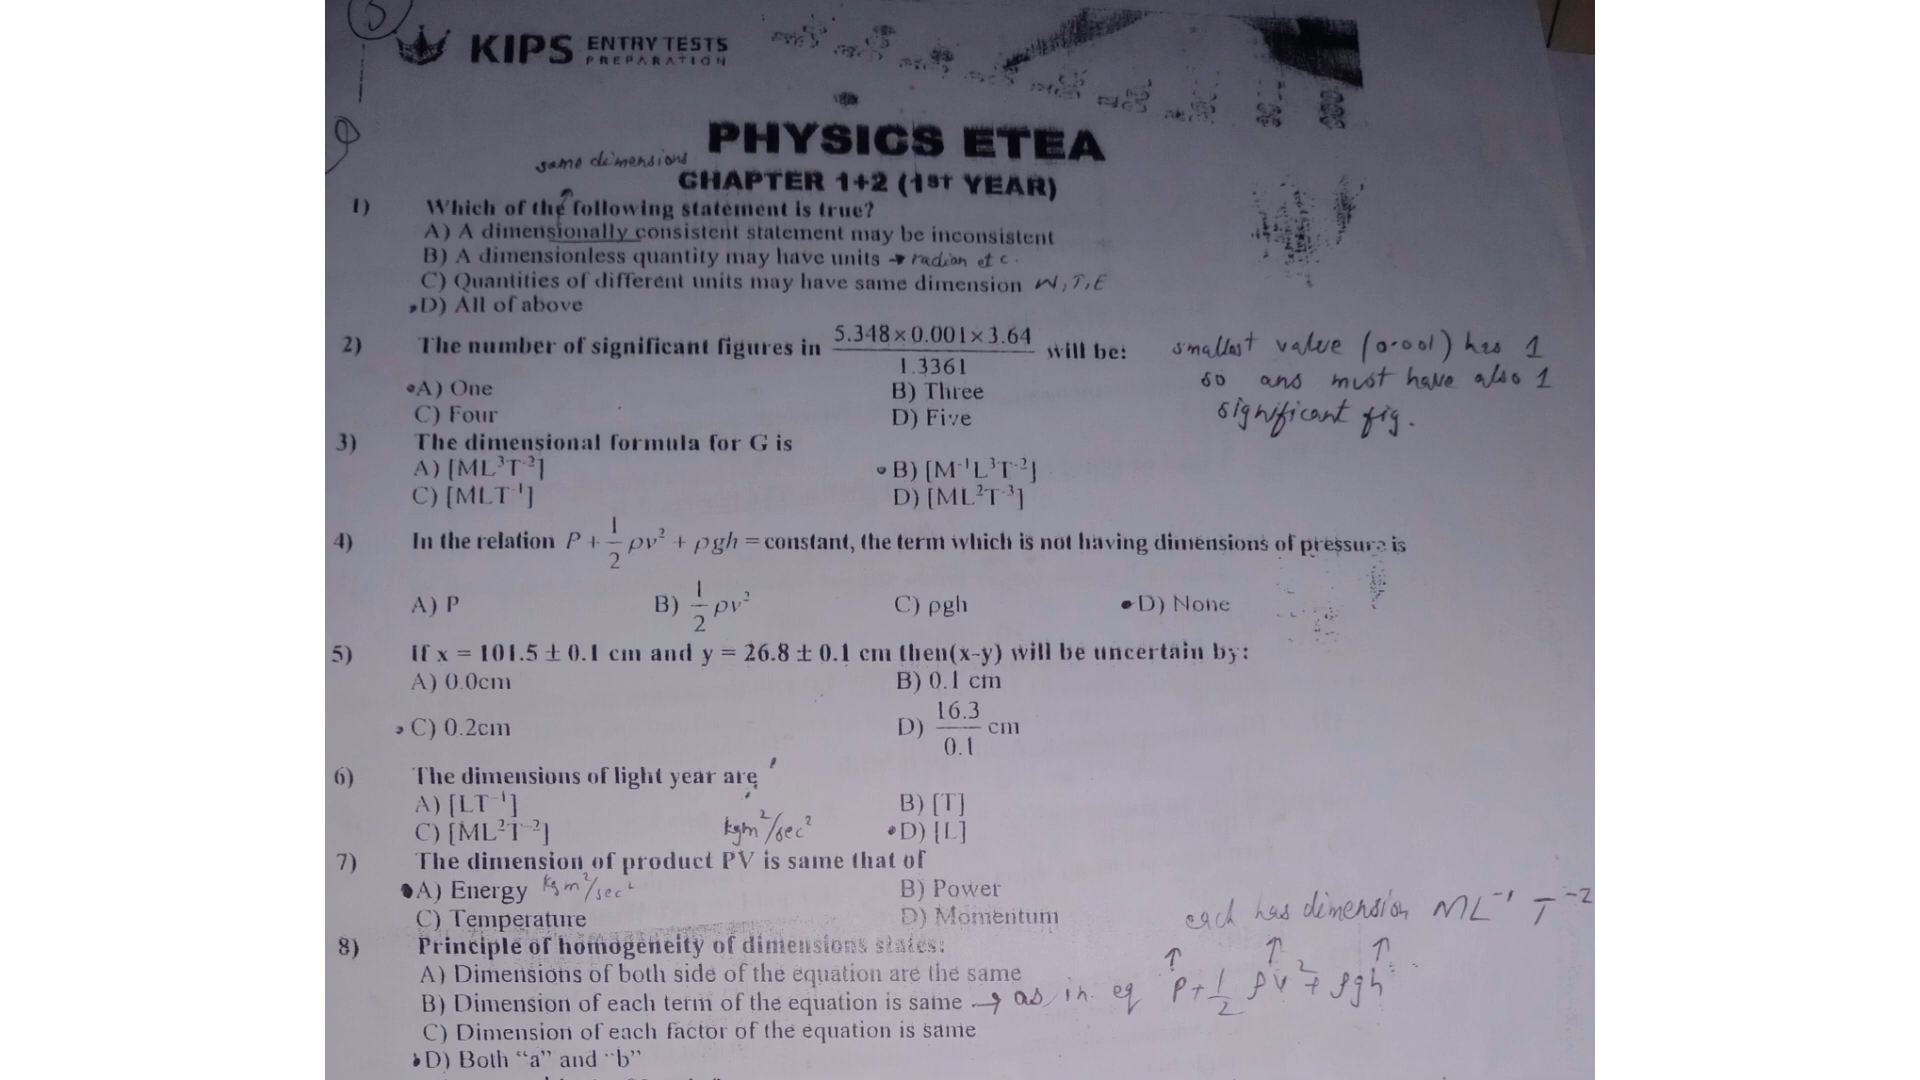 5
KIPS ENTRY TESTS
PREPARATION
PHYSICS ETEA
same dimensions
CHAPTER 1+2 (1ST YEAR)
1) Which of the following statement is true?
A) A dimensionally consistent statement may be inconsistent
B) A dimensionless quantity may have units → radian etc.
C) Quantities of different units may have same dimension W,T,E
D) All of above
2) The number of significant figures in (5.348×0.001×3.64)/1.3361 will be: smallest value (0.001) has 1
so ans must have also 1
A) One B) Three
significant fig.
C) Four D) Five
3) The dimensional formula for G is
A) [ML³T⁻²] B) [M⁻¹L³T⁻²]
C) [MLT⁻¹] D) [ML²T⁻³]
4) In the relation P + 1/2 ρv² + ρgh = constant, the term which is not having dimensions of pressure is
A) P B) 1/2 ρv² C) ρgh D) None
5) If x = 101.5 ± 0.1 cm and y = 26.8 ± 0.1 cm then(x-y) will be uncertain by:
A) 0.0cm B) 0.1 cm
C) 0.2cm D) 16.3/0.1 cm
6) The dimensions of light year are
A) [LT⁻¹] B) [T]
C) [ML²T⁻²] kgm²/sec² D) [L]
7) The dimension of product PV is same that of
A) Energy kgm²/sec² B) Power
C) Temperature D) Momentum each has dimension ML⁻¹ T⁻²
8) Principle of homogeneity of dimensions states: ↑ ↑ ↑
A) Dimensions of both side of the equation are the same
B) Dimension of each term of the equation is same → as in eq P+1/2 ρv²+ρgh
C) Dimension of each factor of the equation is same
D) Both "a" and "b"